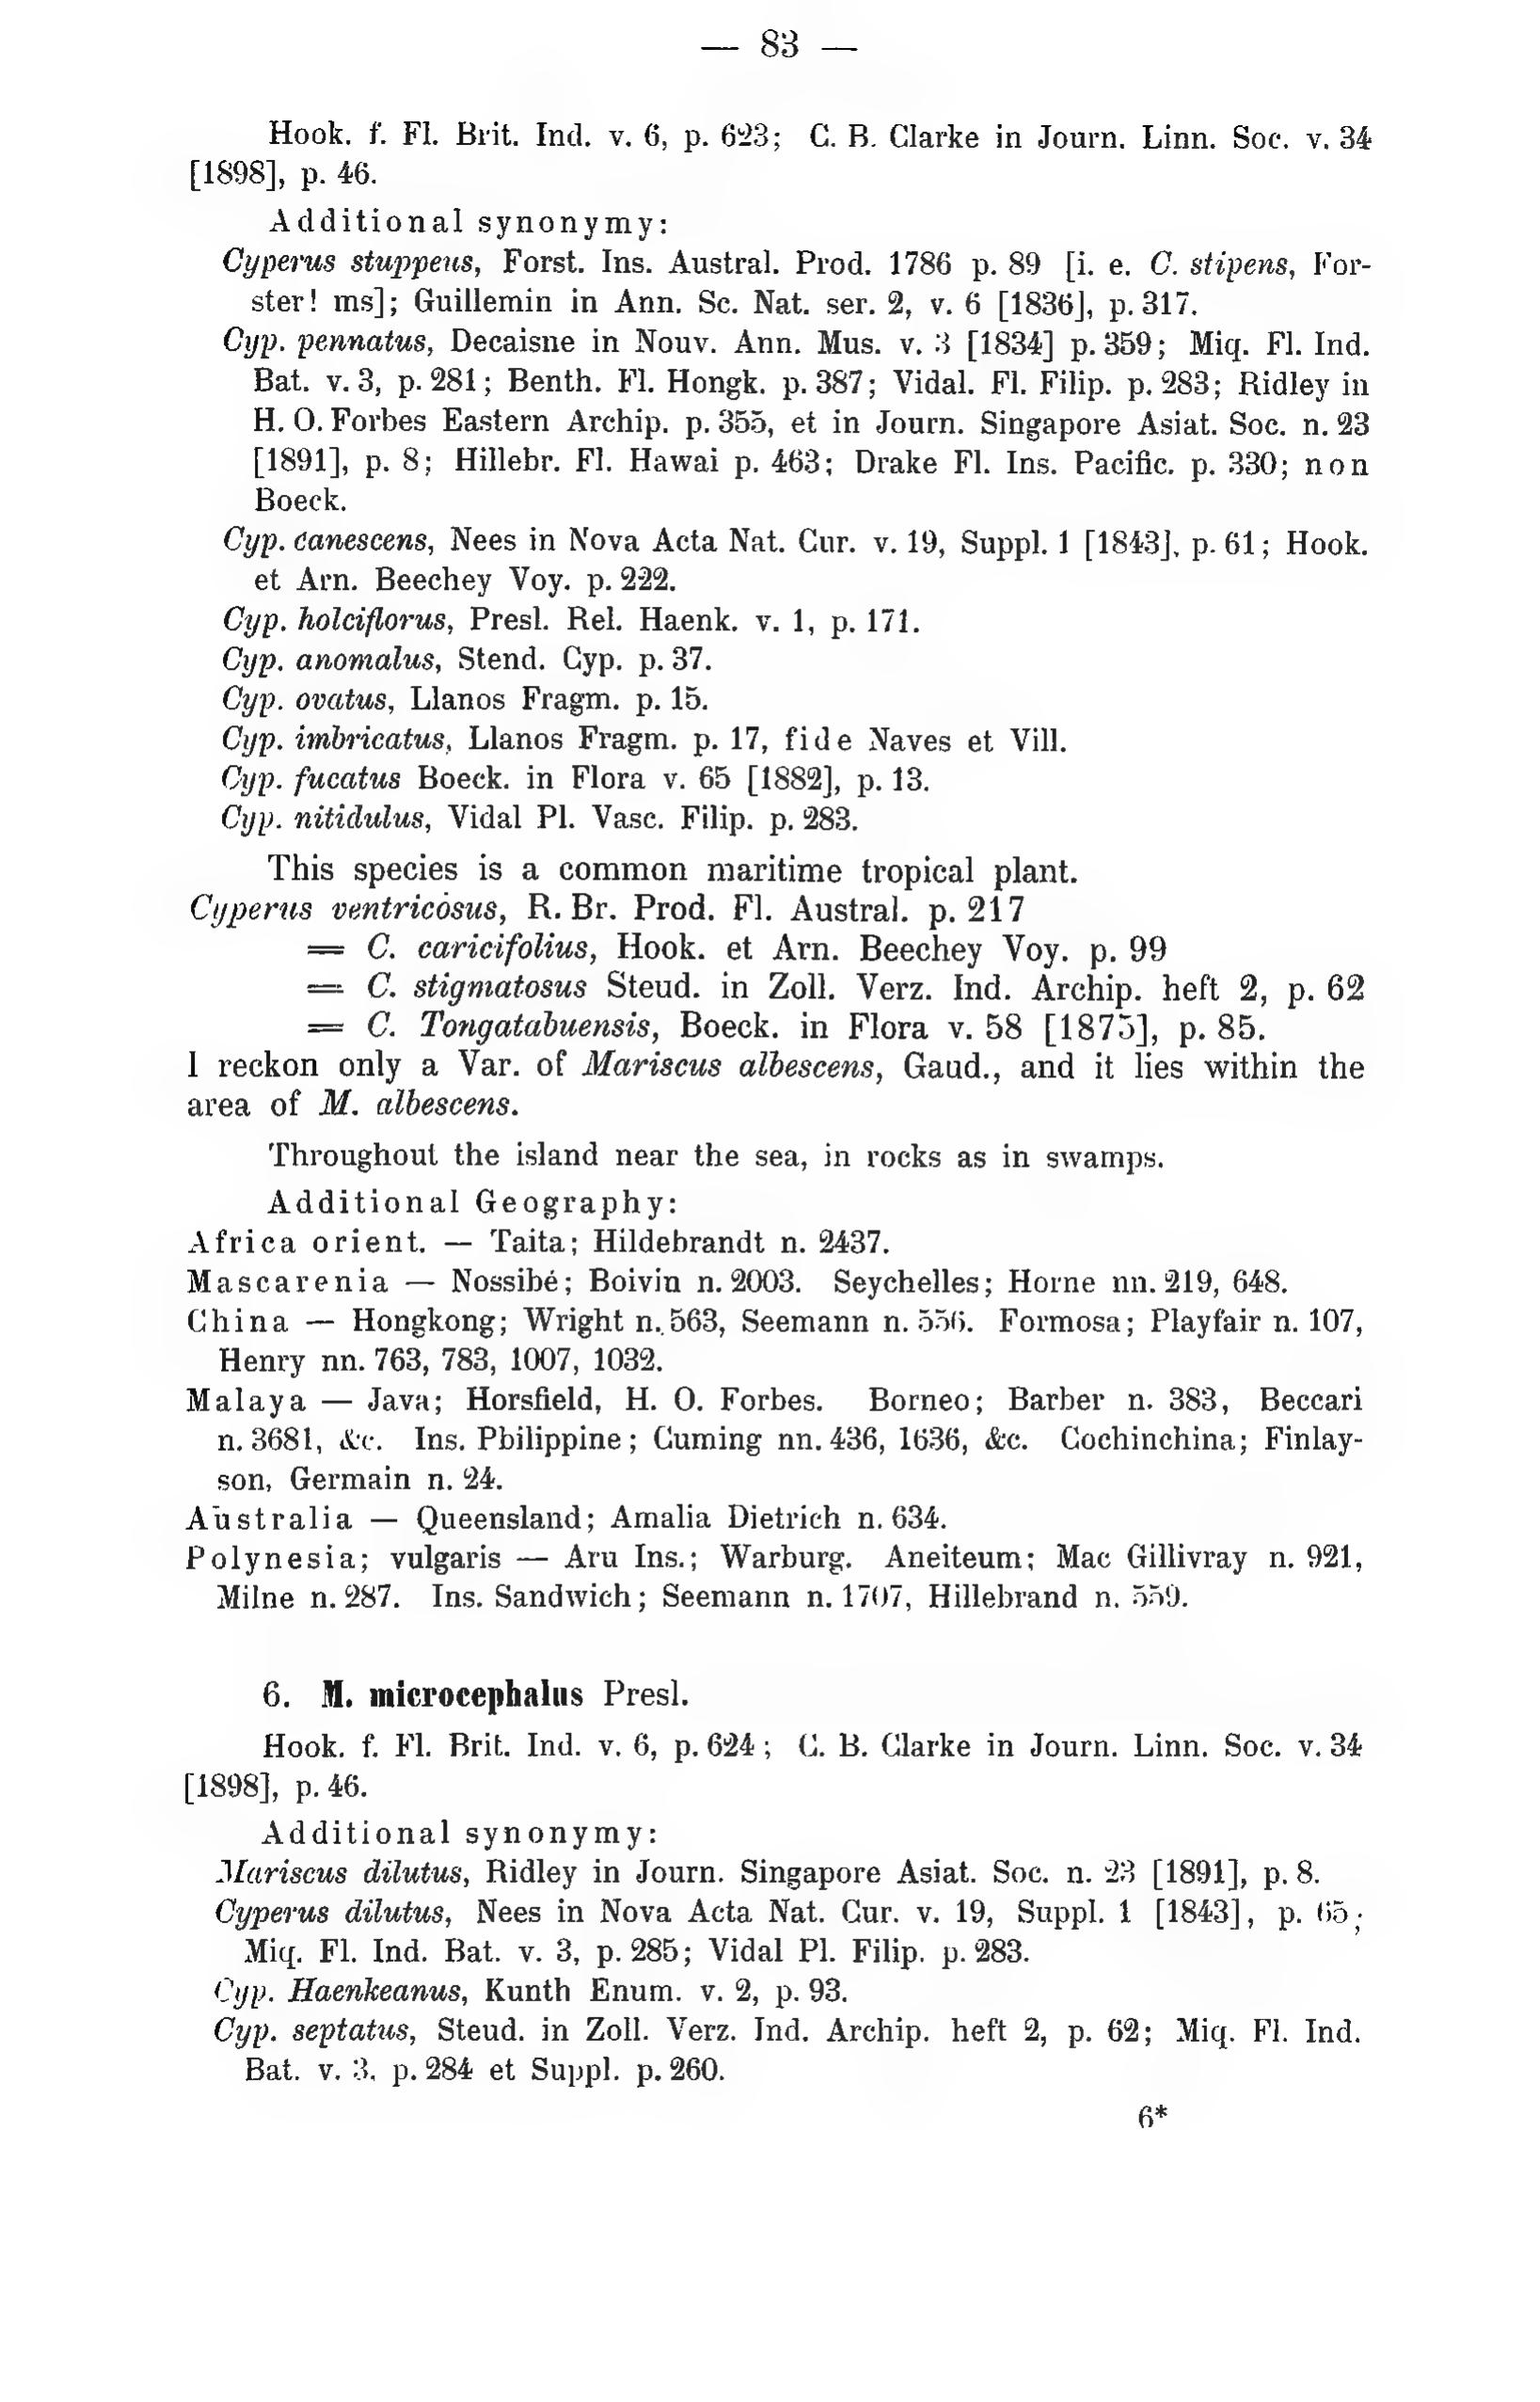 — 83 —
Hook. f. Fl. Brit. Ind. v. 6, p. 623; C. B. Clarke in Journ. Linn. Soc. v. 34
[1898], p. 46.
Additional synonymy:
Cyperus stuppeus, Forst. Ins. Austral. Prod. 1786 p. 89 [i. e. C. stipens, For-
ster! ms]; Guillemin in Ann. Sc. Nat. ser. 2, v. 6 [1836], p. 317.
Cyp. pennatus, Decaisne in Nouv. Ann. Mus. v. 3 [1834] p. 359; Miq. Fl. Ind.
Bat. v. 3, p. 281; Benth. Fl. Hongk. p. 387; Vidal. Fl. Filip. p. 283; Ridley in
H. O. Forbes Eastern Archip. p. 355, et in Journ. Singapore Asiat. Soc. n. 23
[1891], p. 8; Hillebr. Fl. Hawai p. 463; Drake Fl. Ins. Pacific. p. 330; non
Boeck.
Cyp. canescens, Nees in Nova Acta Nat. Cur. v. 19, Suppl. 1 [1843], p. 61; Hook.
et Arn. Beechey Voy. p. 222.
Cyp. holciflorus, Presl. Rel. Haenk. v. 1, p. 171.
Cyp. anomalus, Stend. Cyp. p. 37.
Cyp. ovatus, Llanos Fragm. p. 15.
Cyp. imbricatus, Llanos Fragm. p. 17, fide Naves et Vill.
Cyp. fucatus Boeck. in Flora v. 65 [1882], p. 13.
Cyp. nitidulus, Vidal Pl. Vasc. Filip. p. 283.
This species is a common maritime tropical plant.
Cyperus ventricosus, R. Br. Prod. Fl. Austral. p. 217
= C. caricifolius, Hook. et Arn. Beechey Voy. p. 99
= C. stigmatosus Steud. in Zoll. Verz. Ind. Archip. heft 2, p. 62
= C. Tongatabuensis, Boeck. in Flora v. 58 [1875], p. 85.
I reckon only a Var. of Mariscus albescens, Gaud., and it lies within the
area of M. albescens.
Throughout the island near the sea, in rocks as in swamps.
Additional Geography:
Africa orient. — Taita; Hildebrandt n. 2437.
Mascarenia — Nossibé; Boivin n. 2003. Seychelles; Horne nn. 219, 648.
China — Hongkong; Wright n. 563, Seemann n. 556. Formosa; Playfair n. 107,
Henry nn. 763, 783, 1007, 1032.
Malaya — Java; Horsfield, H. O. Forbes. Borneo; Barber n. 383, Beccari
n. 3681, &c. Ins. Philippine; Cuming nn. 436, 1636, &c. Cochinchina; Finlay-
son, Germain n. 24.
Australia — Queensland; Amalia Dietrich n. 634.
Polynesia; vulgaris — Aru Ins.; Warburg. Aneiteum; Mac Gillivray n. 921,
Milne n. 287. Ins. Sandwich; Seemann n. 1707, Hillebrand n. 559.
6. M. microcephalus Presl.
Hook. f. Fl. Brit. Ind. v. 6, p. 624; C. B. Clarke in Journ. Linn. Soc. v. 34
[1898], p. 46.
Additional synonymy:
Mariscus dilutus, Ridley in Journ. Singapore Asiat. Soc. n. 23 [1891], p. 8.
Cyperus dilutus, Nees in Nova Acta Nat. Cur. v. 19, Suppl. 1 [1843], p. 65;
Miq. Fl. Ind. Bat. v. 3, p. 285; Vidal Pl. Filip. p. 283.
Cyp. Haenkeanus, Kunth Enum. v. 2, p. 93.
Cyp. septatus, Steud. in Zoll. Verz. Ind. Archip. heft 2, p. 62; Miq. Fl. Ind.
Bat. v. 3, p. 284 et Suppl. p. 260.
6*